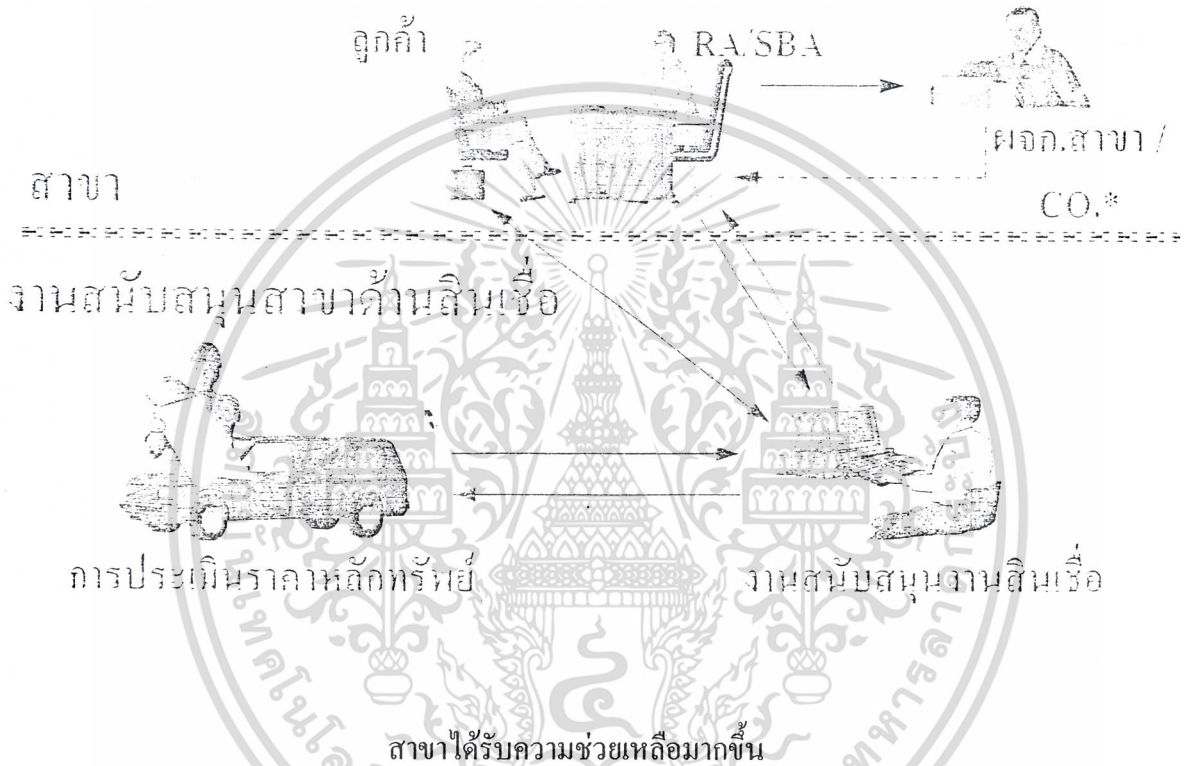 ลูกค้า
RA/SBA
ผจก.สาขา /
CO.*
สาขา
งานสนับสนุนสาขาด้านสินเชื่อ
การประเมินราคาหลักทรัพย์
งานสนับสนุนงานสินเชื่อ
สาขาได้รับความช่วยเหลือมากขึ้น